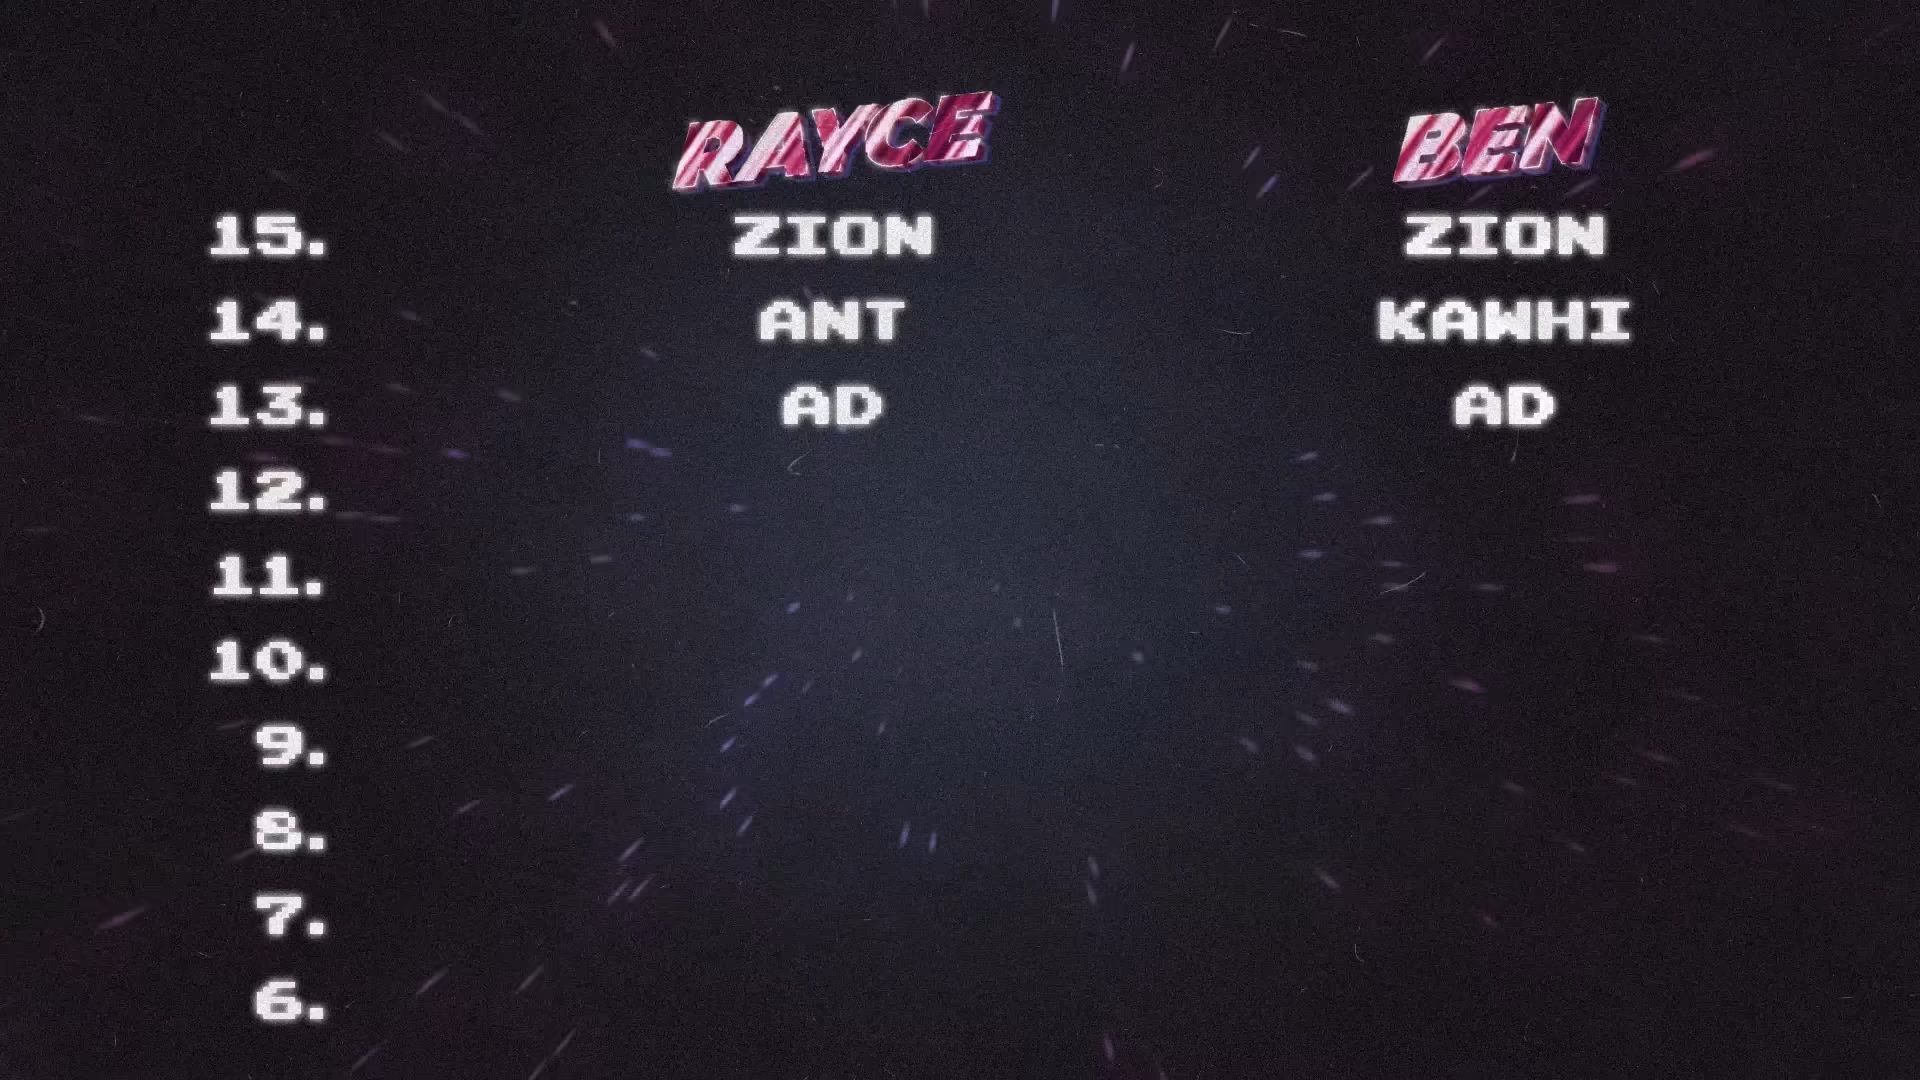 RAYCE BEN
15. ZION ZION
14. ANT KAWHI
13. AD AD
12.
11.
10.
9.
8.
7.
6.